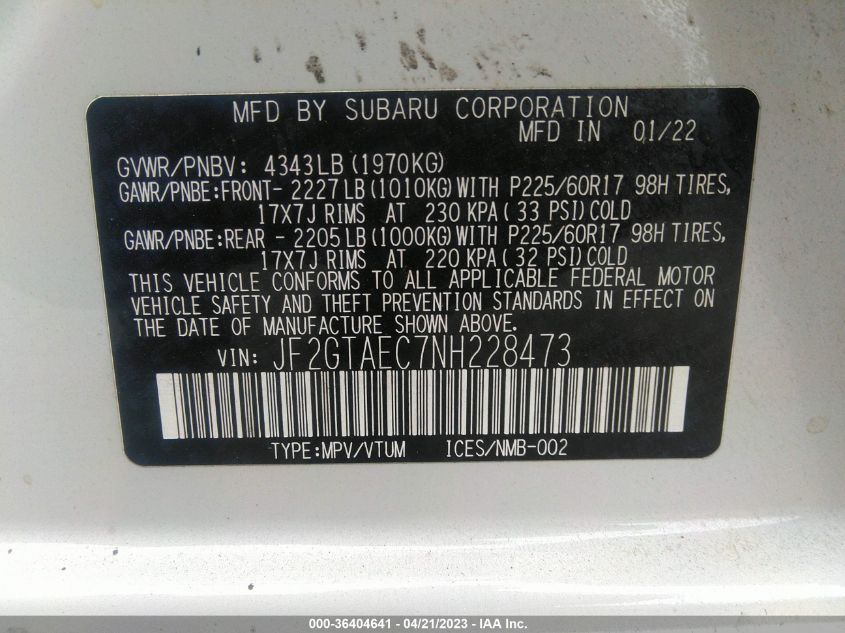 MFD BY SUBARU CORPORATION
MFD IN 01/22
GVWR/PNBV: 4343LB (1970KG)
GAWR/PNBE:FRONT- 2227LB (1010KG) WITH P225/60R17 98H TIRES,
17X7J RIMS AT 230 KPA( 33 PSI) COLD
GAWR/PNBE:REAR - 2205LB (1000KG) WITH P225/60R17 98H TIRES,
17X7J RIMS AT 220 KPA( 32 PSI) COLD
THIS VEHICLE CONFORMS TO ALL APPLICABLE FEDERAL MOTOR
VEHICLE SAFETY AND THEFT PREVENTION STANDARDS IN EFFECT ON
THE DATE OF MANUFACTURE SHOWN ABOVE.
VIN: JF2GTAEC7NH228473
TYPE:MPV/VTUM ICES/NMB-002
000-36404641 - 04/21/2023 - IAA Inc.